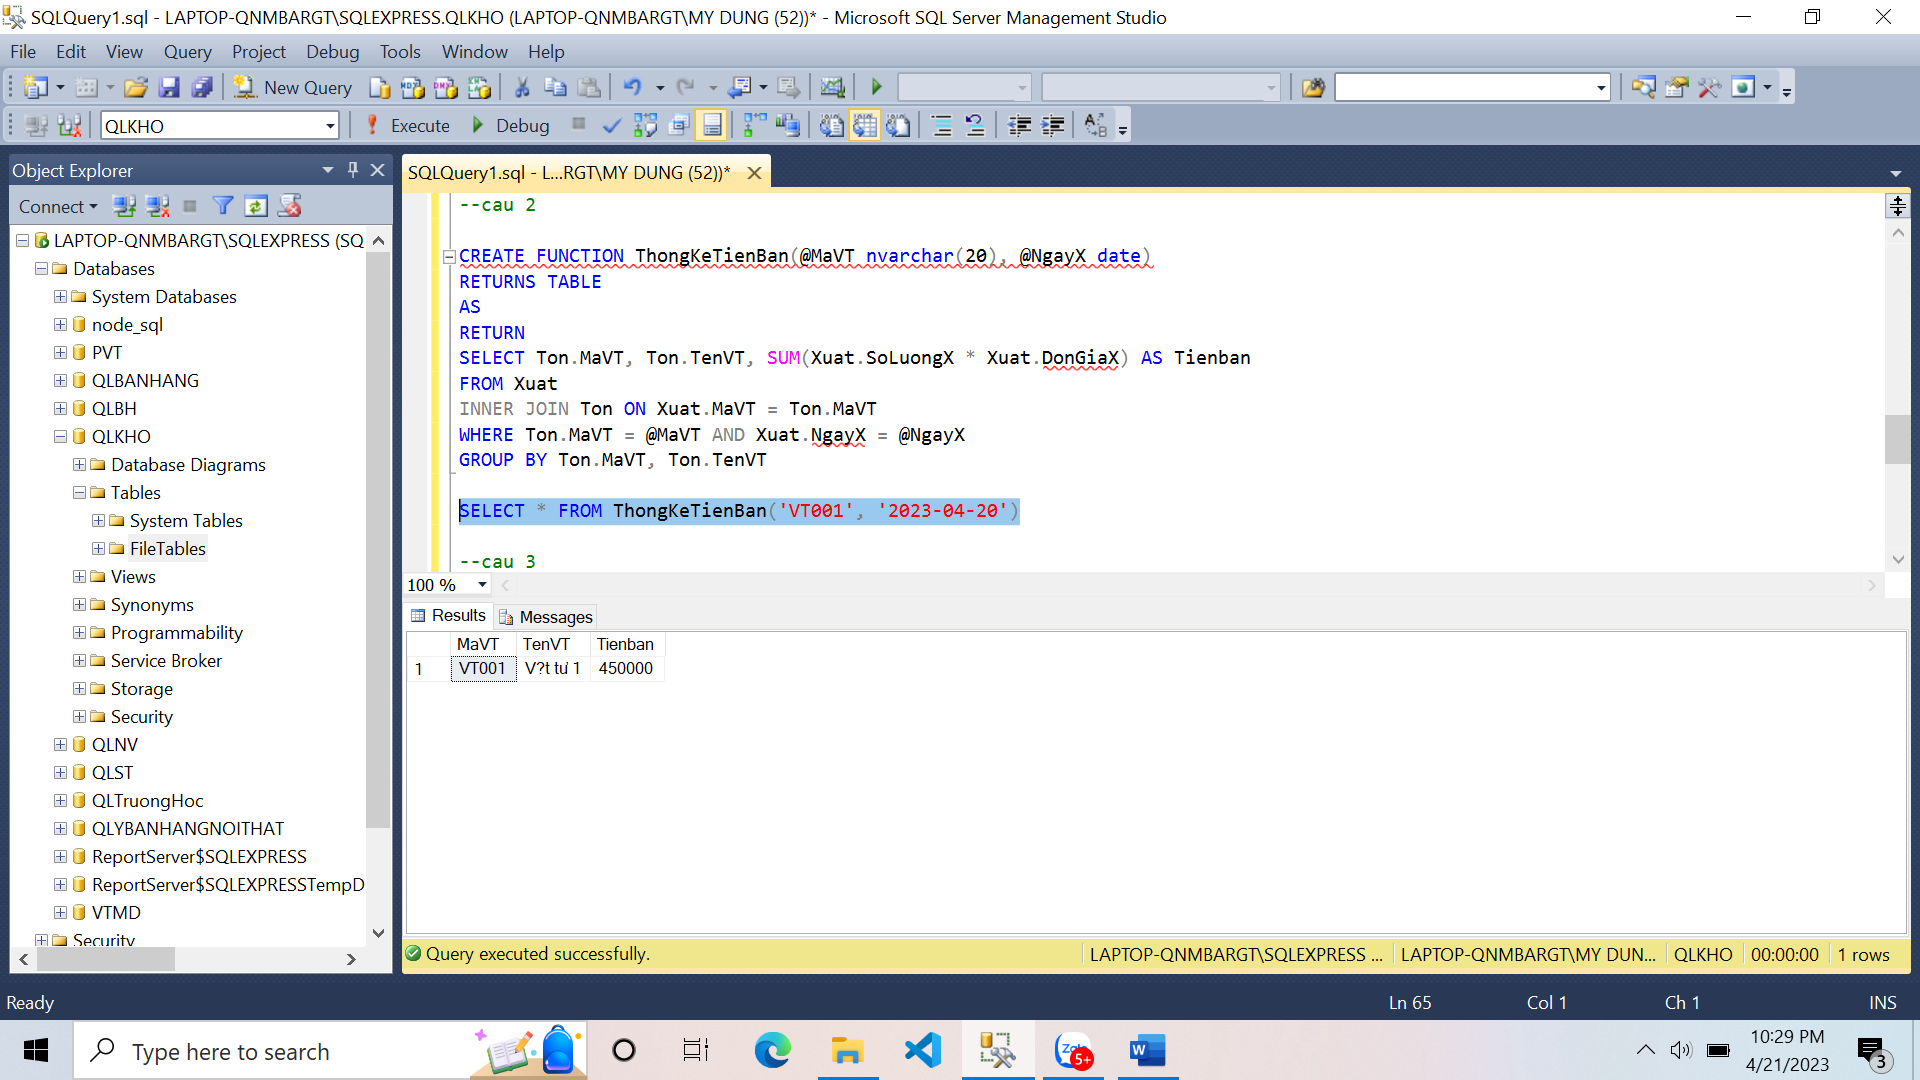 SQLQuery1.sql - LAPTOP-QNMBARGT\SQLEXPRESS.QLKHO (LAPTOP-QNMBARGT\MY DUNG (52))* - Microsoft SQL Server Management Studio
File Edit View Query Project Debug Tools Window Help
New Query
QLKHO Execute Debug
Object Explorer
Connect
LAPTOP-QNMBARGT\SQLEXPRESS (SQ
Databases
System Databases
node_sql
PVT
QLBANHANG
QLBH
QLKHO
Database Diagrams
Tables
System Tables
FileTables
Views
Synonyms
Programmability
Service Broker
Storage
Security
QLNV
QLST
QLTruongHoc
QLYBANHANGNOITHAT
ReportServer$SQLEXPRESS
ReportServer$SQLEXPRESSTempD
VTMD
Security
SQLQuery1.sql - L...RGT\MY DUNG (52))*
--cau 2
CREATE FUNCTION ThongKeTienBan(@MaVT nvarchar(20), @NgayX date)
RETURNS TABLE
AS
RETURN
SELECT Ton.MaVT, Ton.TenVT, SUM(Xuat.SoLuongX * Xuat.DonGiaX) AS Tienban
FROM Xuat
INNER JOIN Ton ON Xuat.MaVT = Ton.MaVT
WHERE Ton.MaVT = @MaVT AND Xuat.NgayX = @NgayX
GROUP BY Ton.MaVT, Ton.TenVT
SELECT * FROM ThongKeTienBan('VT001', '2023-04-20')
--cau 3
100 %
Results Messages
MaVT TenVT Tienban
1 VT001 V?t tư 1 450000
Query executed successfully. LAPTOP-QNMBARGT\SQLEXPRESS ... LAPTOP-QNMBARGT\MY DUN... QLKHO 00:00:00 1 rows
Ready Ln 65 Col 1 Ch 1 INS
Type here to search
5+
10:29 PM
4/21/2023
3